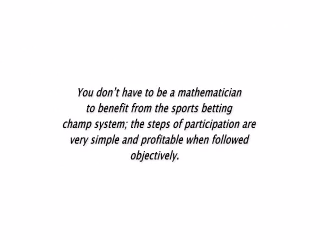 You don't have to be a mathematician
to benefit from the sports betting
champ system; the steps of participation are
very simple and profitable when followed
objectively.